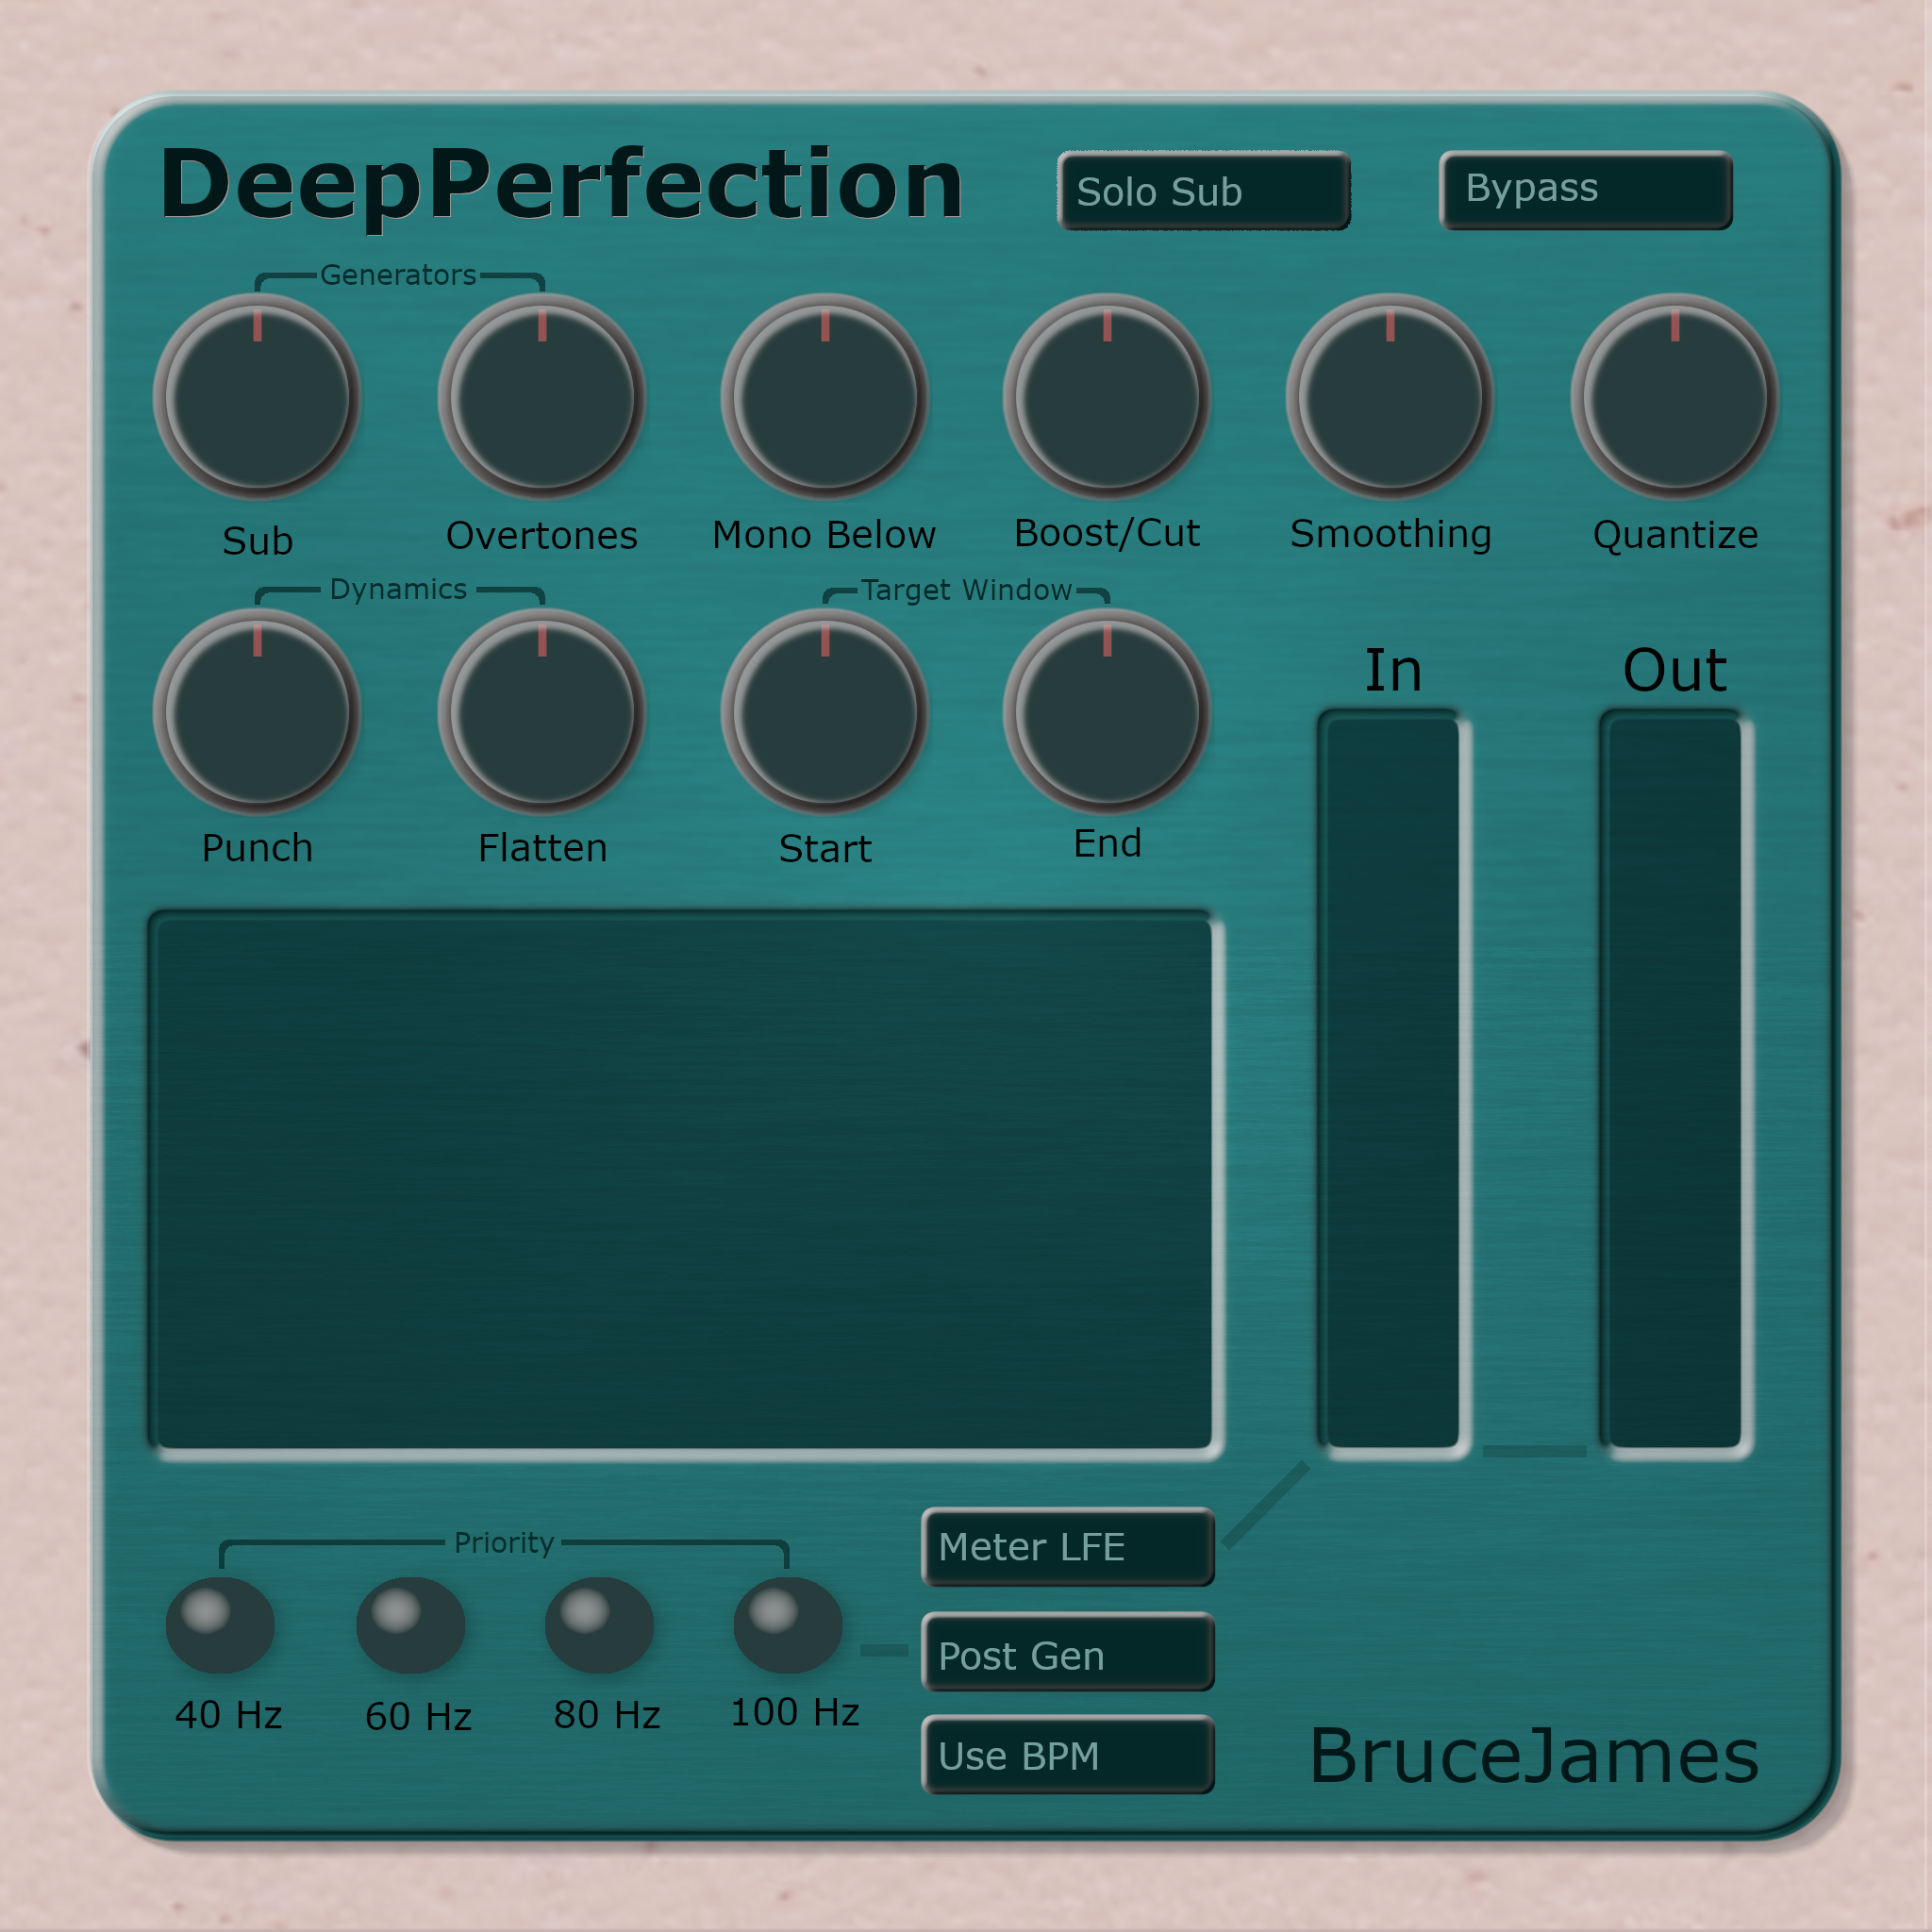 DeepPerfection
Solo Sub
Bypass
Generators
Sub
Overtones
Mono Below
Boost/Cut
Smoothing
Quantize
Dynamics
Target Window
Punch
Flatten
Start
End
In
Out
Priority
40 Hz
60 Hz
80 Hz
100 Hz
Meter LFE
Post Gen
Use BPM
BruceJames